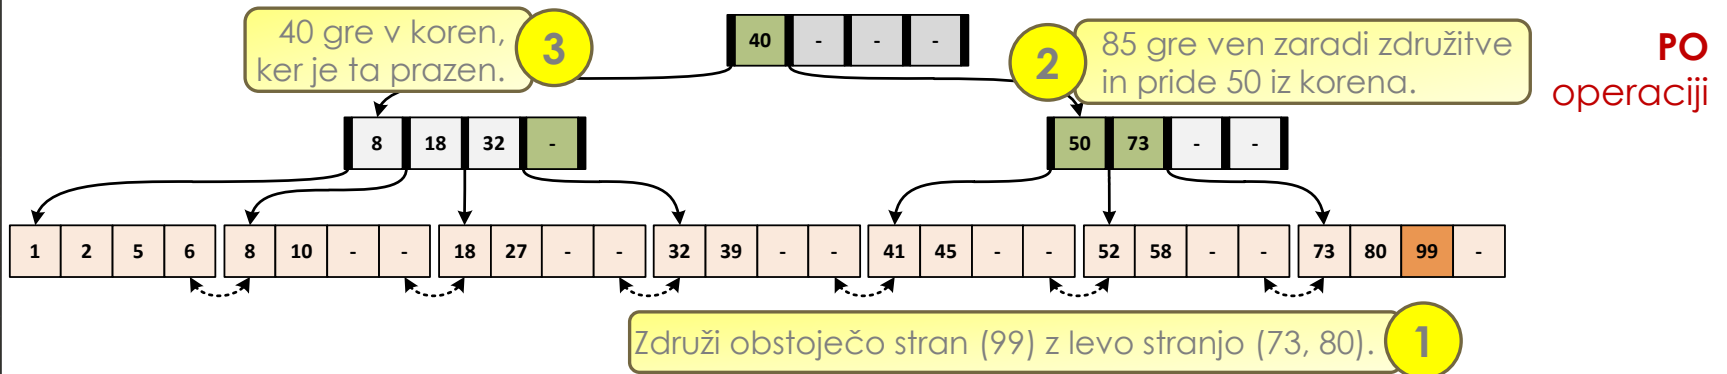 40 gre v koren,
ker je ta prazen.
3
40 - - -
2
85 gre ven zaradi združitve
in pride 50 iz korena.
PO
operaciji
8 18 32 -
50 73 - -
1 2 5 6 8 10 - - 18 27 - - 32 39 - - 41 45 - - 52 58 - - 73 80 99 -
Združi obstoječo stran (99) z levo stranjo (73, 80).
1